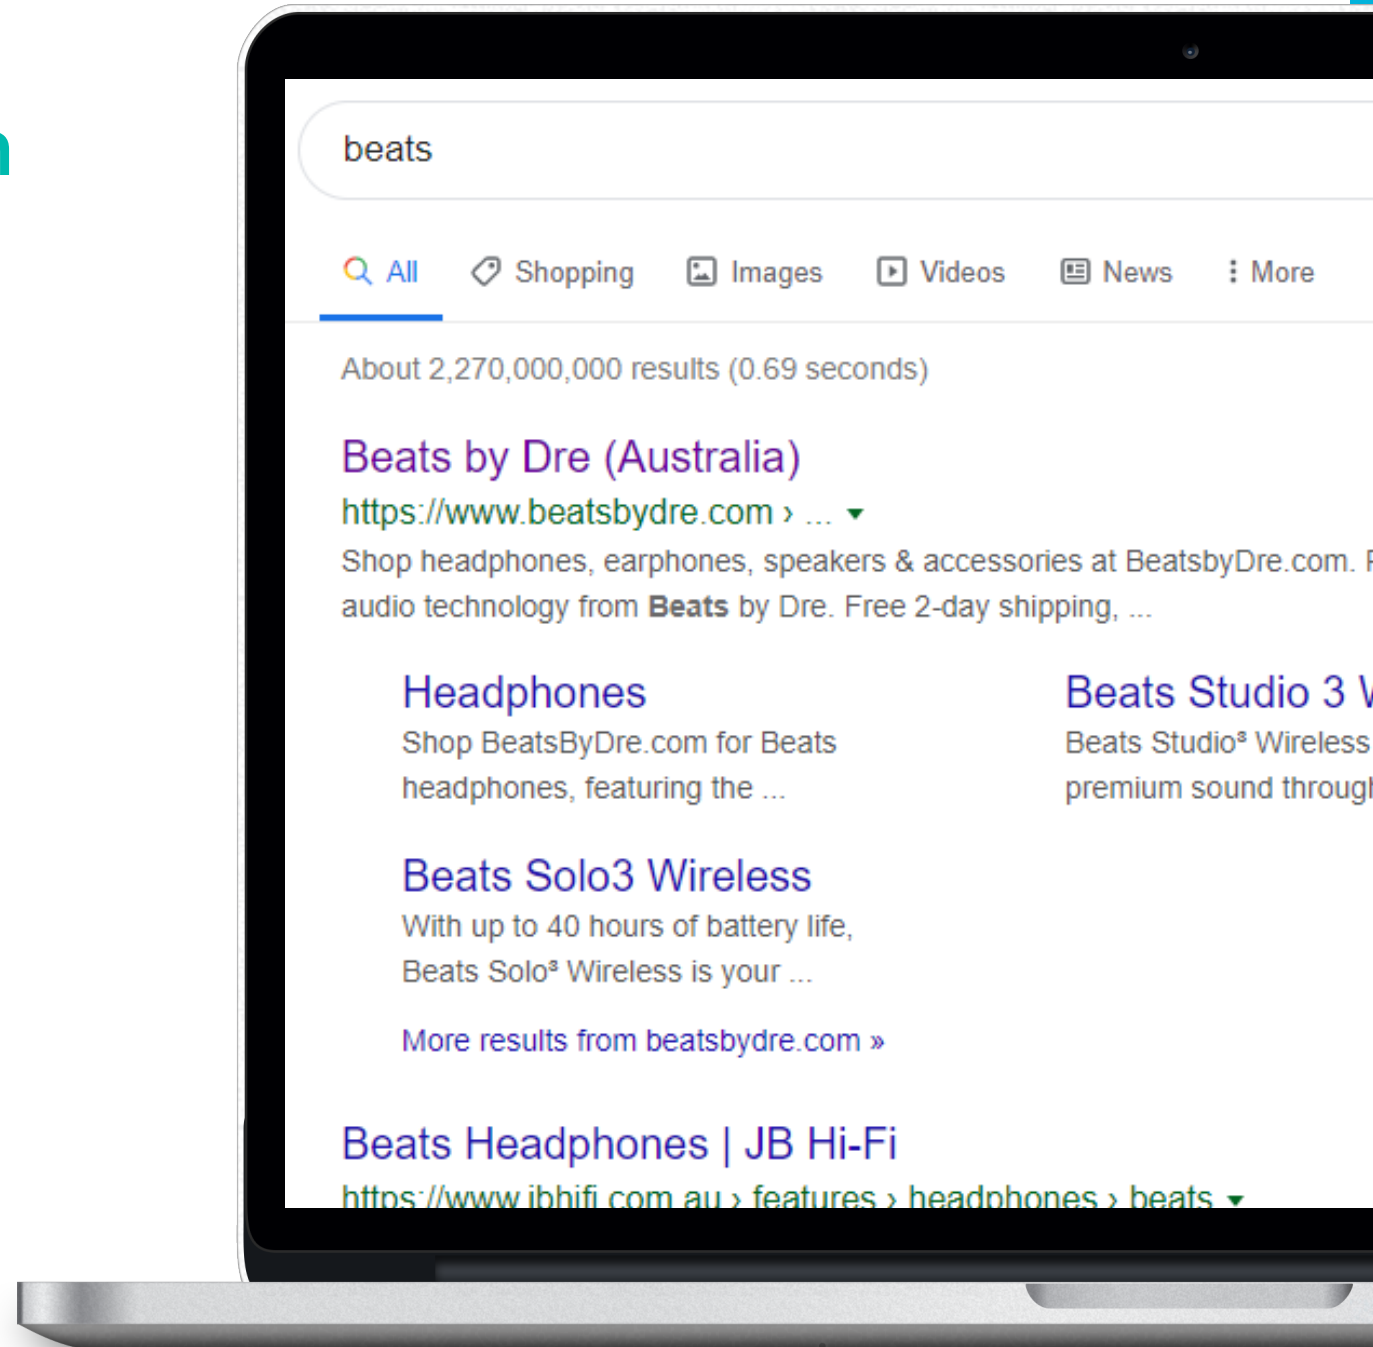 beats
All Shopping Images Videos News More
About 2,270,000,000 results (0.69 seconds)
Beats by Dre (Australia)
https://www.beatsbydre.com › ...
Shop headphones, earphones, speakers & accessories at BeatsbyDre.com.
audio technology from Beats by Dre. Free 2-day shipping, ...
Headphones
Shop BeatsByDre.com for Beats
headphones, featuring the ...
Beats Studio 3
Beats Studio³ Wireless
premium sound through
Beats Solo3 Wireless
With up to 40 hours of battery life,
Beats Solo³ Wireless is your ...
More results from beatsbydre.com »
Beats Headphones | JB Hi-Fi
https://www.jbhifi.com.au › features › headphones › beats